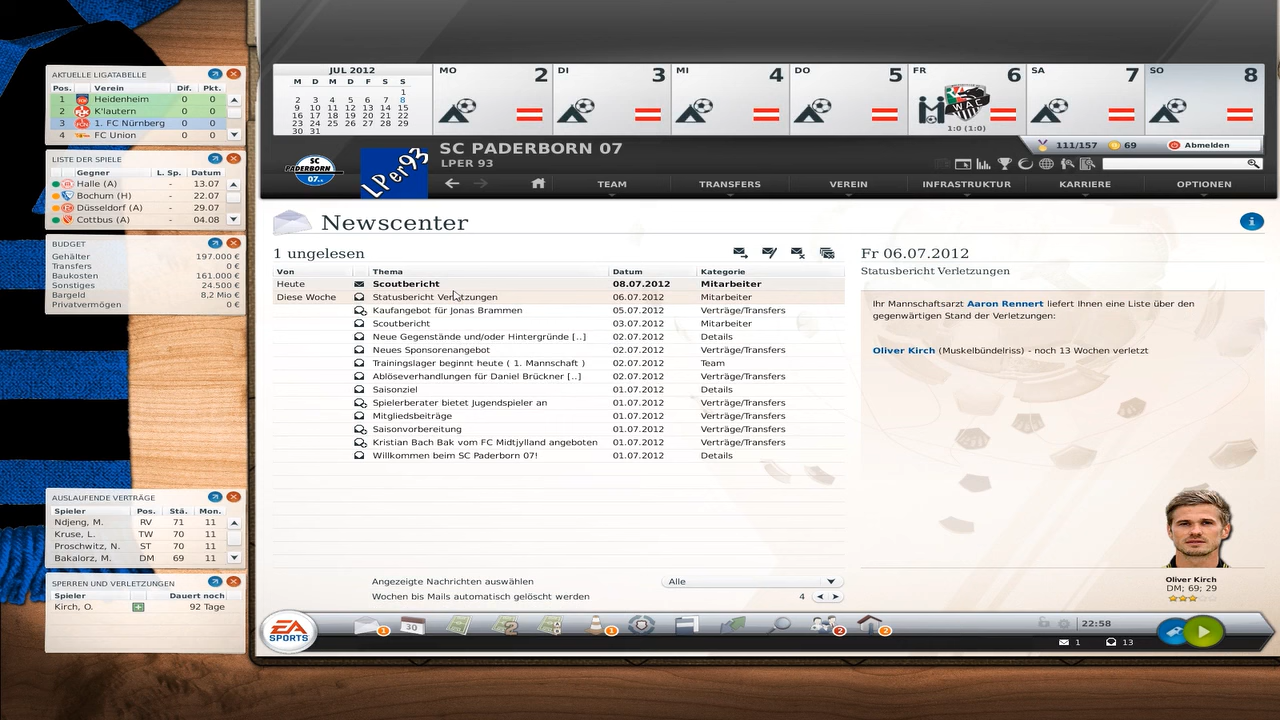 AKTUELLE LIGATABELLE
Pos. Verein Dif. Pkt.
1 Heidenheim 0 0
2 K'lautern 0 0
3 1. FC Nürnberg 0 0
4 FC Union 0 0
LISTE DER SPIELE
Gegner L. Sp. Datum
Halle (A) - 13.07
Bochum (H) - 22.07
Düsseldorf (A) - 29.07
Cottbus (A) - 04.08
BUDGET
Gehälter 197.000 €
Transfers 0 €
Baukosten 161.000 €
Sonstiges 24.500 €
Bargeld 8,2 Mio €
Privatvermögen 0 €
AUSLAUFENDE VERTRÄGE
Spieler Pos. Stä. Mon.
Ndjeng, M. RV 71 11
Kruse, L. TW 70 11
Proschwitz, N. ST 70 11
Bakalorz, M. DM 69 11
SPERREN UND VERLETZUNGEN
Spieler Dauert noch
Kirch, O. 92 Tage
JUL 2012
M D M D F S S
1
2 3 4 5 6 7 8
9 10 11 12 13 14 15
16 17 18 19 20 21 22
23 24 25 26 27 28 29
30 31
MO 2 DI 3 MI 4 DO 5 FR 6 SA 7 SO 8
WAC
1:0 (1:0)
SC PADERBORN 07..
LPer93
SC PADERBORN 07
LPER 93
111/157 69 Abmelden
TEAM TRANSFERS VEREIN INFRASTRUKTUR KARRIERE OPTIONEN
Newscenter
1 ungelesen
Von Thema Datum Kategorie
Heute Scoutbericht 08.07.2012 Mitarbeiter
Diese Woche Statusbericht Verletzungen 06.07.2012 Mitarbeiter
Kaufangebot für Jonas Brammen 05.07.2012 Verträge/Transfers
Scoutbericht 03.07.2012 Mitarbeiter
Neue Gegenstände und/oder Hintergründe [..] 02.07.2012 Details
Neues Sponsorenangebot 02.07.2012 Verträge/Transfers
Trainingslager beginnt heute ( 1. Mannschaft ) 02.07.2012 Team
Ablöseverhandlungen für Daniel Brückner [..] 02.07.2012 Verträge/Transfers
Saisonziel 01.07.2012 Details
Spielerberater bietet Jugendspieler an 01.07.2012 Verträge/Transfers
Mitgliedsbeiträge 01.07.2012 Verträge/Transfers
Saisonvorbereitung 01.07.2012 Verträge/Transfers
Kristian Bach Bak vom FC Midtjylland angeboten 01.07.2012 Verträge/Transfers
Willkommen beim SC Paderborn 07! 01.07.2012 Details
Angezeigte Nachrichten auswählen Alle
Wochen bis Mails automatisch gelöscht werden 4
Fr 06.07.2012
Statusbericht Verletzungen
Ihr Mannschaftsarzt Aaron Rennert liefert Ihnen eine Liste über den
gegenwärtigen Stand der Verletzungen:
Oliver Kirch (Muskelbündelriss) - noch 13 Wochen verletzt
Oliver Kirch
DM; 69; 29
EA SPORTS
1 30 2 1 2 2
22:58
1 13